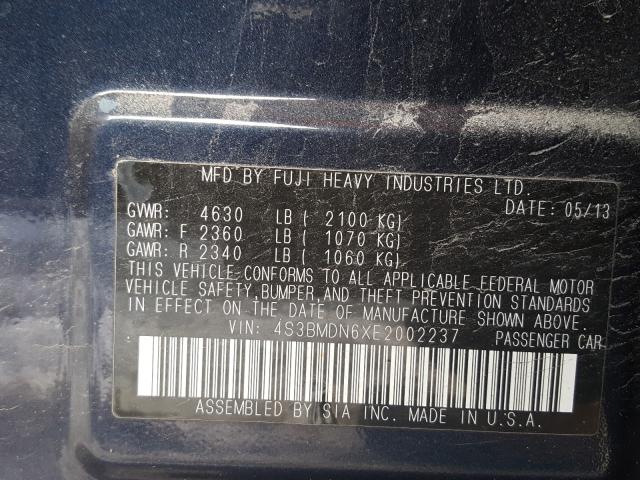 MFD BY FUJI HEAVY INDUSTRIES LTD.
DATE: 05/13
GVWR: 4630 LB ( 2100 KG)
GAWR: F 2360 LB ( 1070 KG)
GAWR: R 2340 LB ( 1060 KG)
THIS VEHICLE CONFORMS TO ALL APPLICABLE FEDERAL MOTOR
VEHICLE SAFETY,BUMPER,AND THEFT PREVENTION STANDARDS
IN EFFECT ON THE DATE OF MANUFACTURE SHOWN ABOVE.
VIN: 4S3BMDN6XE2002237 PASSENGER CAR
ASSEMBLED BY SIA INC. MADE IN U.S.A.